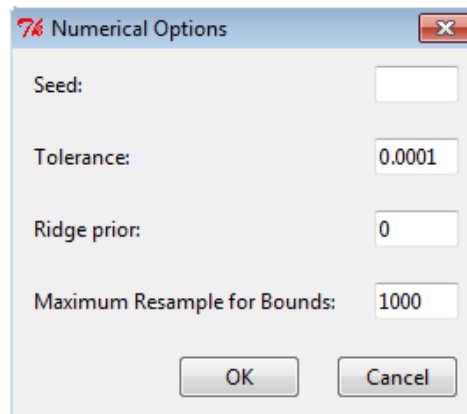 Numerical Options
Seed:
Tolerance: 0.0001
Ridge prior: 0
Maximum Resample for Bounds: 1000
OK Cancel